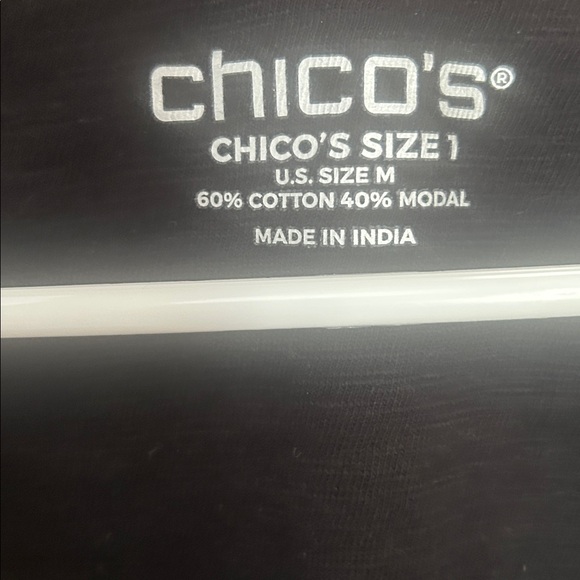 chico's®
CHICO'S SIZE 1
U.S. SIZE M
60% COTTON 40% MODAL
MADE IN INDIA